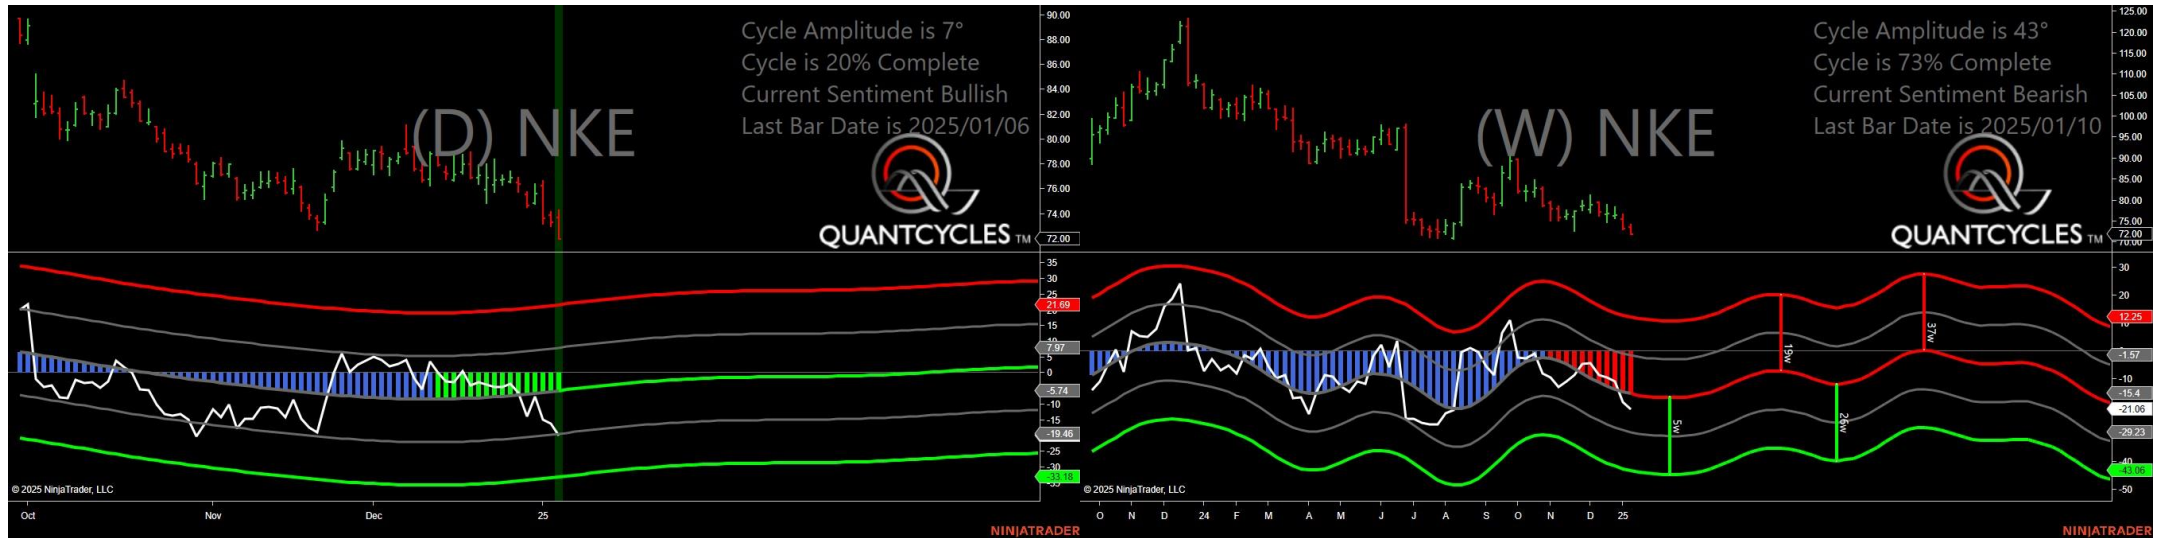 Cycle Amplitude is 7°
Cycle is 20% Complete
Current Sentiment Bullish
Last Bar Date is 2025/01/06
(D) NKE
QUANTCYCLES TM
90.00
88.00
86.00
84.00
82.00
80.00
78.00
76.00
74.00
72.00
35
30
25
21.69
20
15
7.97
5
0
-5.74
-10
-15
-19.46
-25
-30
-33.18
-35
© 2025 NinjaTrader, LLC
Oct Nov Dec 25
NINJATRADER
Cycle Amplitude is 43°
Cycle is 73% Complete
Current Sentiment Bearish
Last Bar Date is 2025/01/10
(W) NKE
QUANTCYCLES TM
125.00
120.00
115.00
110.00
105.00
100.00
95.00
90.00
85.00
80.00
75.00
72.00
70.00
30
20
12.25
10
0
-1.57
-10
-15.4
-21.06
-29.23
-40
-43.06
-50
5w
19w
26w
37w
© 2025 NinjaTrader, LLC
O N D 24 F M A M J J A S O N D 25
NINJATRADER